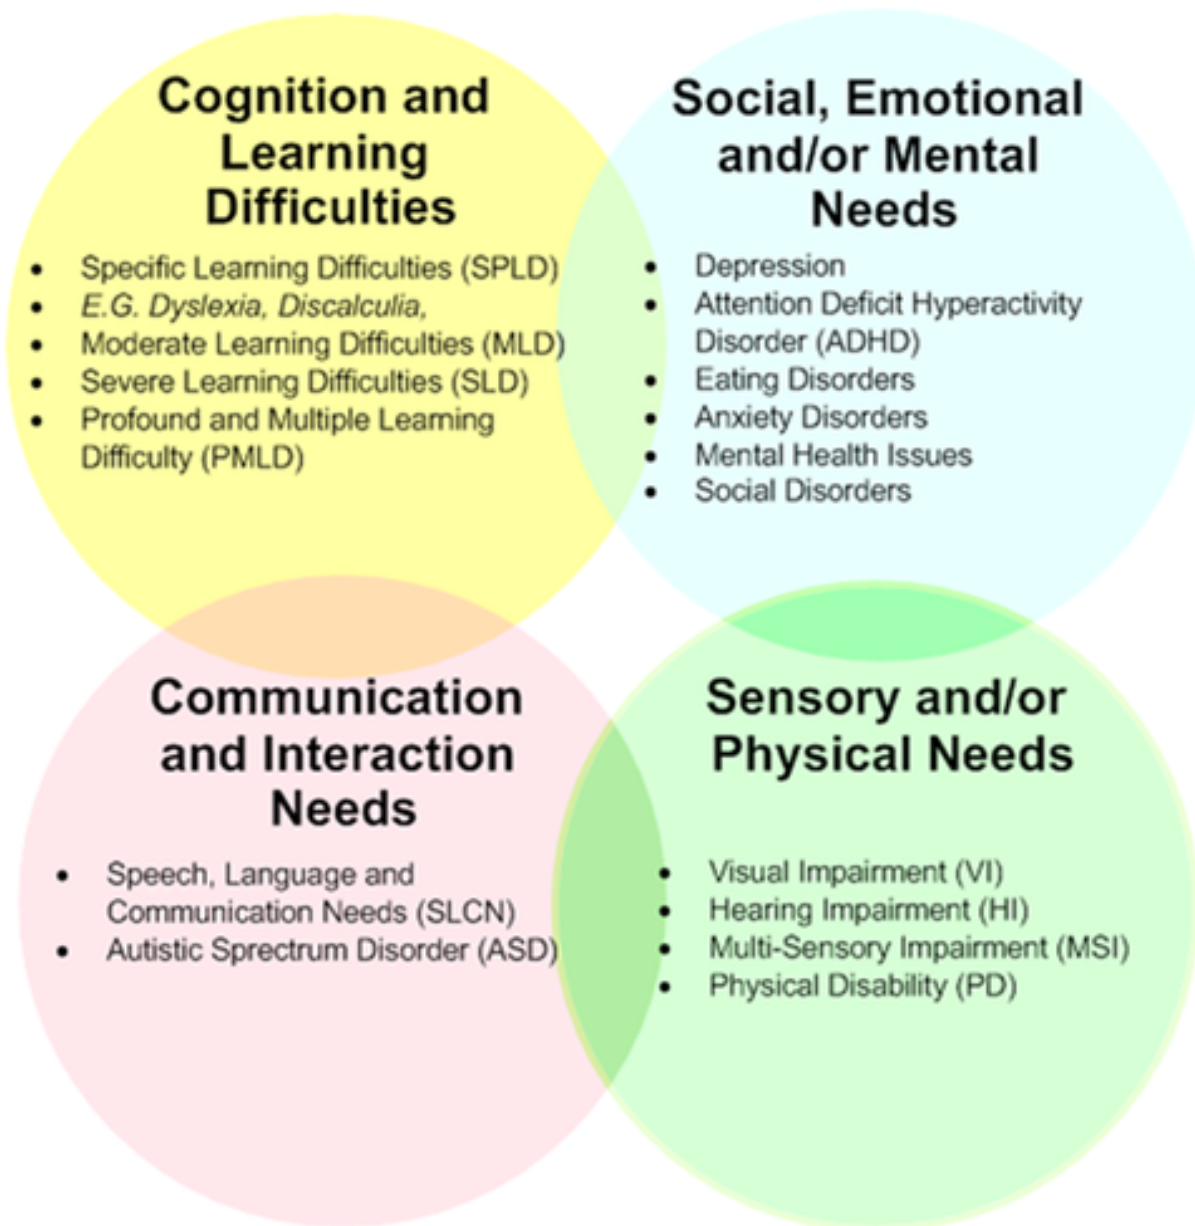 Cognition and
Learning
Difficulties
• Specific Learning Difficulties (SPLD)
• E.G. Dyslexia, Discalculia,
• Moderate Learning Difficulties (MLD)
• Severe Learning Difficulties (SLD)
• Profound and Multiple Learning
Difficulty (PMLD)
Social, Emotional
and/or Mental
Needs
• Depression
• Attention Deficit Hyperactivity
Disorder (ADHD)
• Eating Disorders
• Anxiety Disorders
• Mental Health Issues
• Social Disorders
Communication
and Interaction
Needs
• Speech, Language and
Communication Needs (SLCN)
• Autistic Sprectrum Disorder (ASD)
Sensory and/or
Physical Needs
• Visual Impairment (VI)
• Hearing Impairment (HI)
• Multi-Sensory Impairment (MSI)
• Physical Disability (PD)